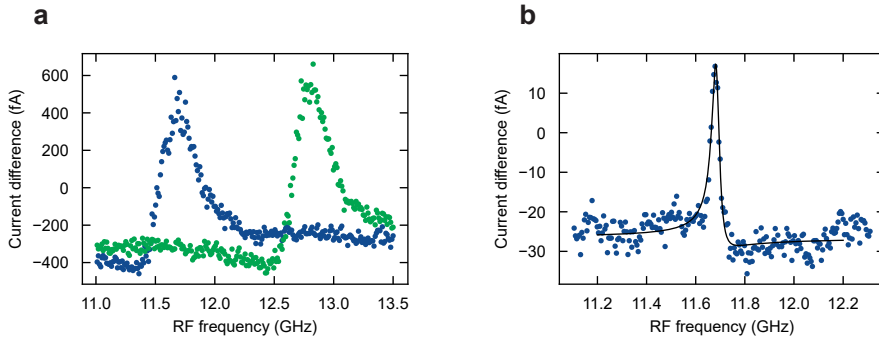 a
Current difference (fA)
600
400
200
0
−200
−400
11.0 11.5 12.0 12.5 13.0 13.5
RF frequency (GHz)
b
Current difference (fA)
10
0
−10
−20
−30
11.2 11.4 11.6 11.8 12.0 12.2
RF frequency (GHz)